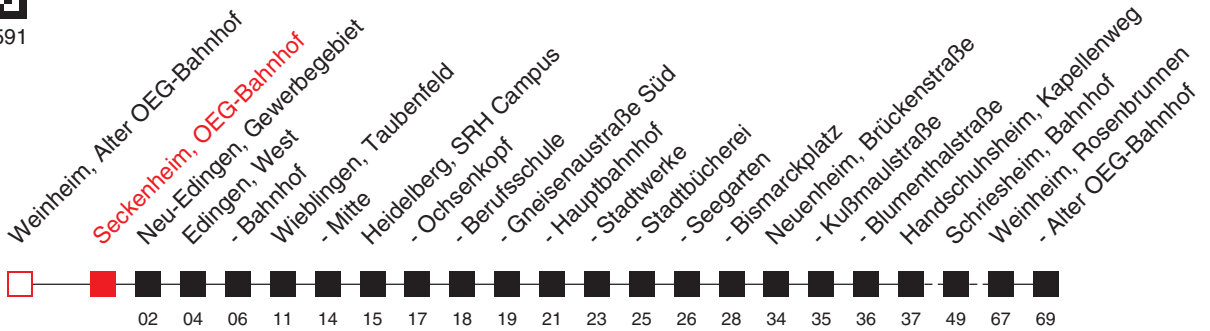 591
Weinheim, Alter OEG-Bahnhof
Seckenheim, OEG-Bahnhof
Neu-Edingen, Gewerbegebiet
Edingen, West
- Bahnhof
Wieblingen, Taubenfeld
- Mitte
Heidelberg, SRH Campus
- Ochsenkopf
- Berufsschule
- Gneisenaustraße Süd
- Hauptbahnhof
- Stadtwerke
- Stadtbücherei
- Seegarten
- Bismarckplatz
Neuenheim, Brückenstraße
- Kußmaulstraße
- Blumenthalstraße
Handschuhsheim, Kapellenweg
Schriesheim, Bahnhof
Weinheim, Rosenbrunnen
- Alter OEG-Bahnhof
02 04 06 11 14 15 17 18 19 21 23 25 26 28 34 35 36 37 49 67 69